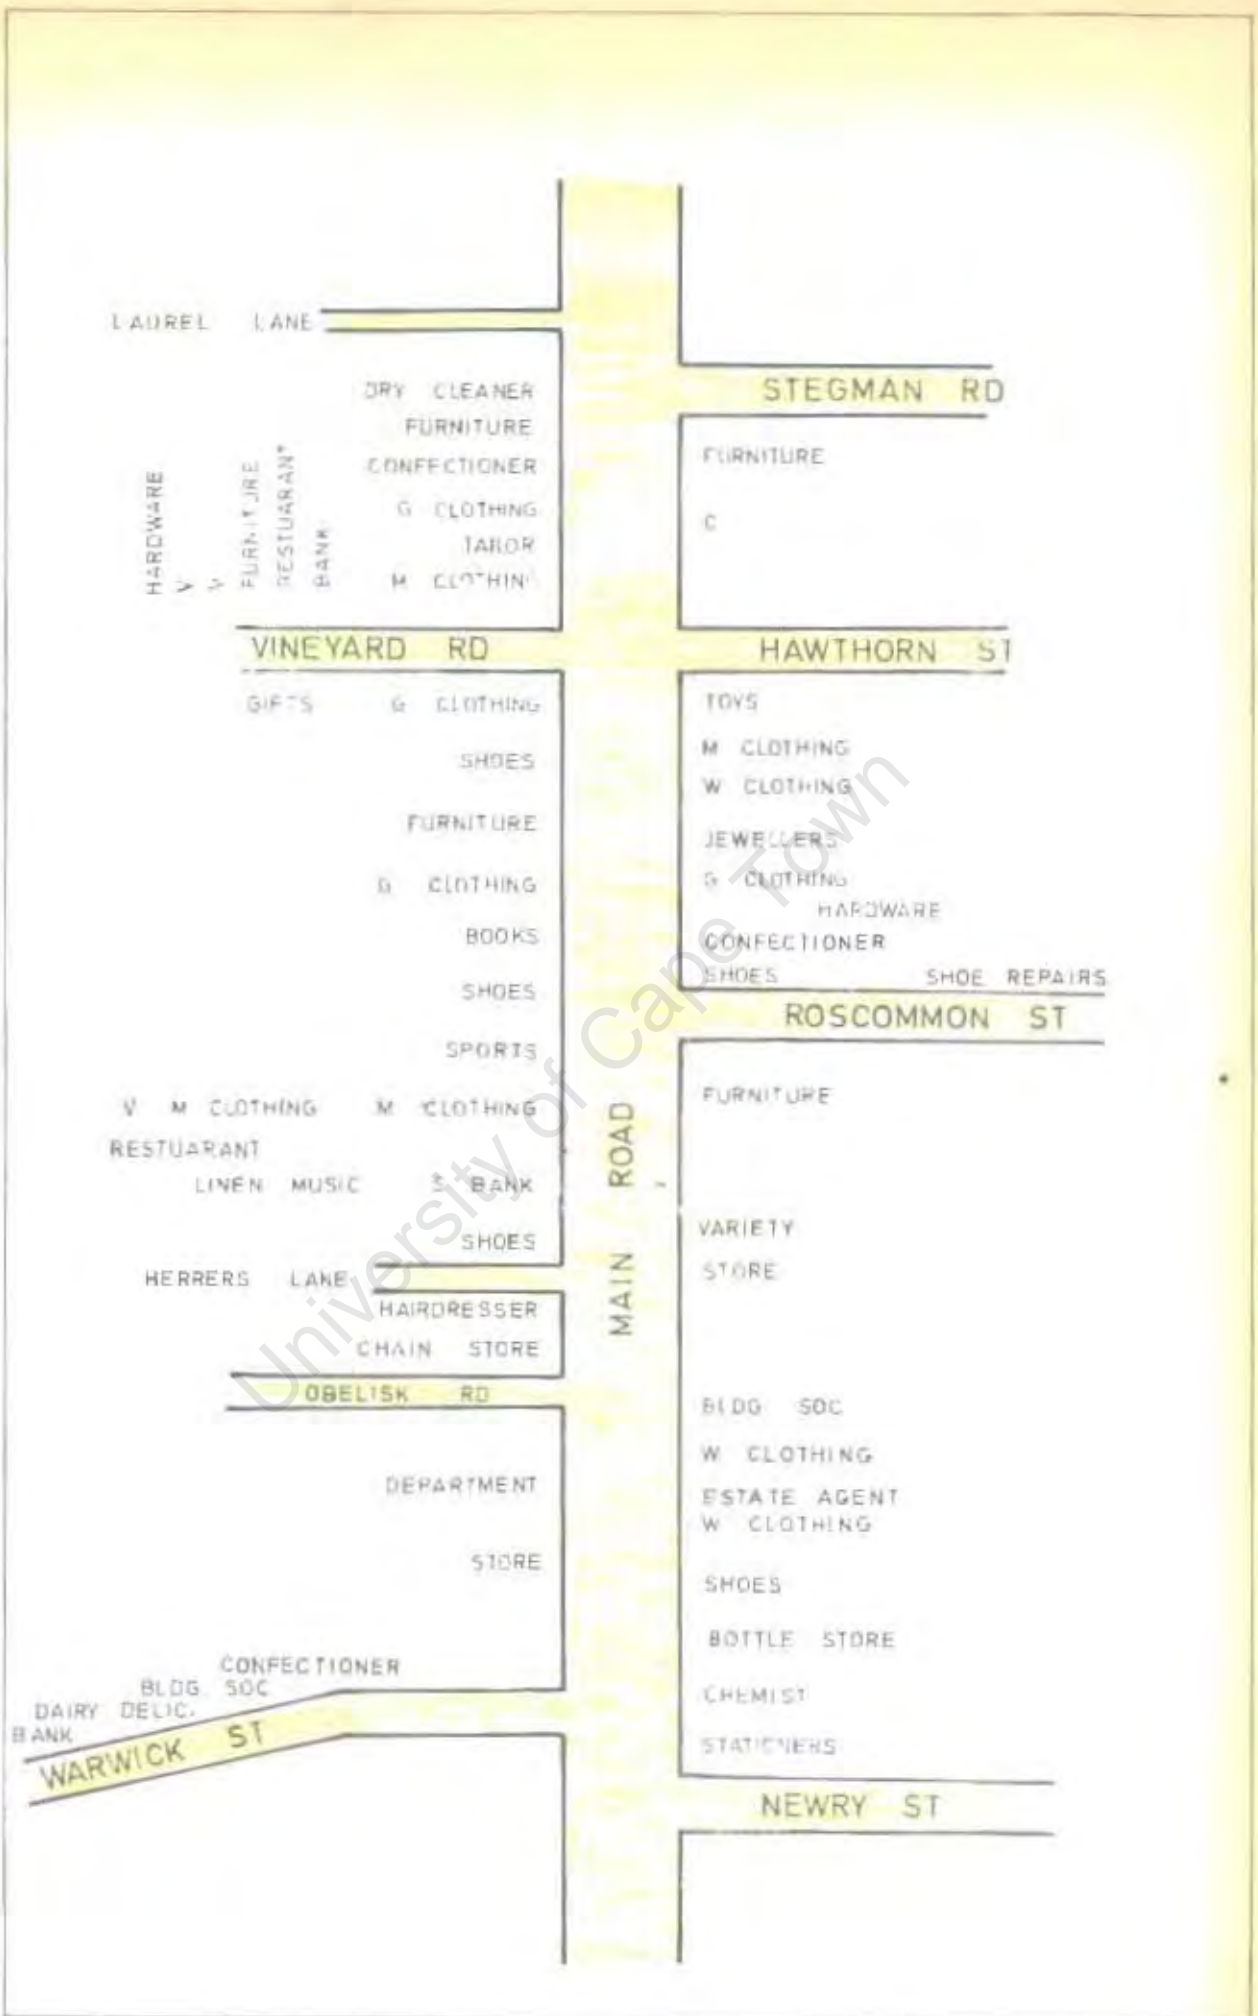 LAUREL LANE
STEGMAN RD
DRY CLEANER
FURNITURE
CONFECTIONER
G CLOTHING
TAILOR
M CLOTHING
HARDWARE
V
V
FURNITURE
RESTUARANT
BANK
FURNITURE
C
VINEYARD RD
HAWTHORN ST
GIFTS G CLOTHING
SHOES
FURNITURE
G CLOTHING
BOOKS
SHOES
SPORTS
V M CLOTHING M CLOTHING
RESTUARANT
LINEN MUSIC S BANK
SHOES
TOYS
M CLOTHING
W CLOTHING
JEWELLERS
G CLOTHING
HARDWARE
CONFECTIONER
SHOES SHOE REPAIRS
ROSCOMMON ST
MAIN ROAD
FURNITURE
VARIETY
STORE
BLDG SOC
W CLOTHING
ESTATE AGENT
W CLOTHING
SHOES
BOTTLE STORE
CHEMIST
STATIONERS
HERRERS LANE
HAIRDRESSER
CHAIN STORE
OBELISK RD
DEPARTMENT
STORE
CONFECTIONER
BLDG SOC
DAIRY DELIC.
BANK
WARWICK ST
NEWRY ST
University of Cape Town